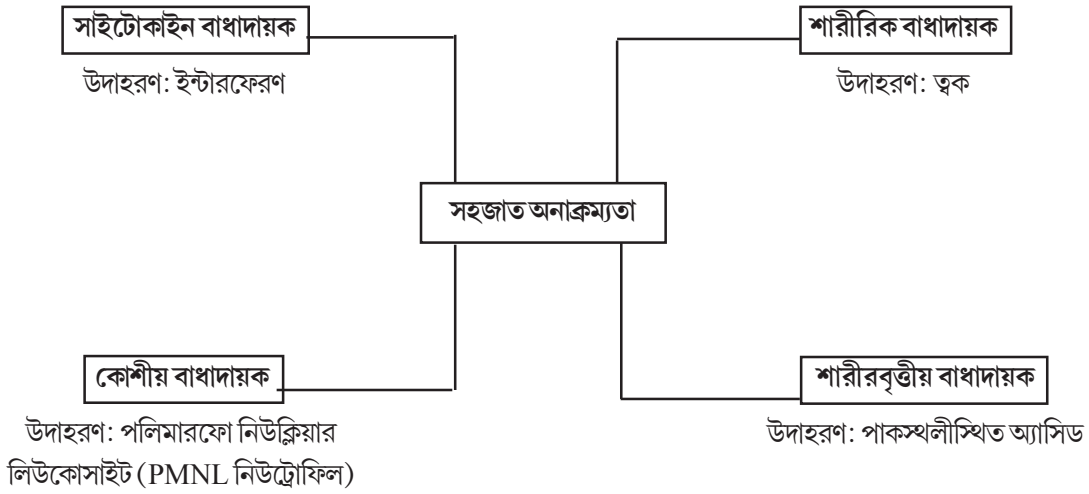 সাইটোকাইন বাধাদায়ক
উদাহরণ: ইন্টারফেরণ
শারীরিক বাধাদায়ক
উদাহরণ: ত্বক
সহজাত অনাক্রম্যতা
কোশীয় বাধাদায়ক
উদাহরণ: পলিমারফো নিউক্লিয়ার
লিউকোসাইট (PMNL নিউট্রোফিল)
শারীরবৃত্তীয় বাধাদায়ক
উদাহরণ: পাকস্থলীস্থিত অ্যাসিড